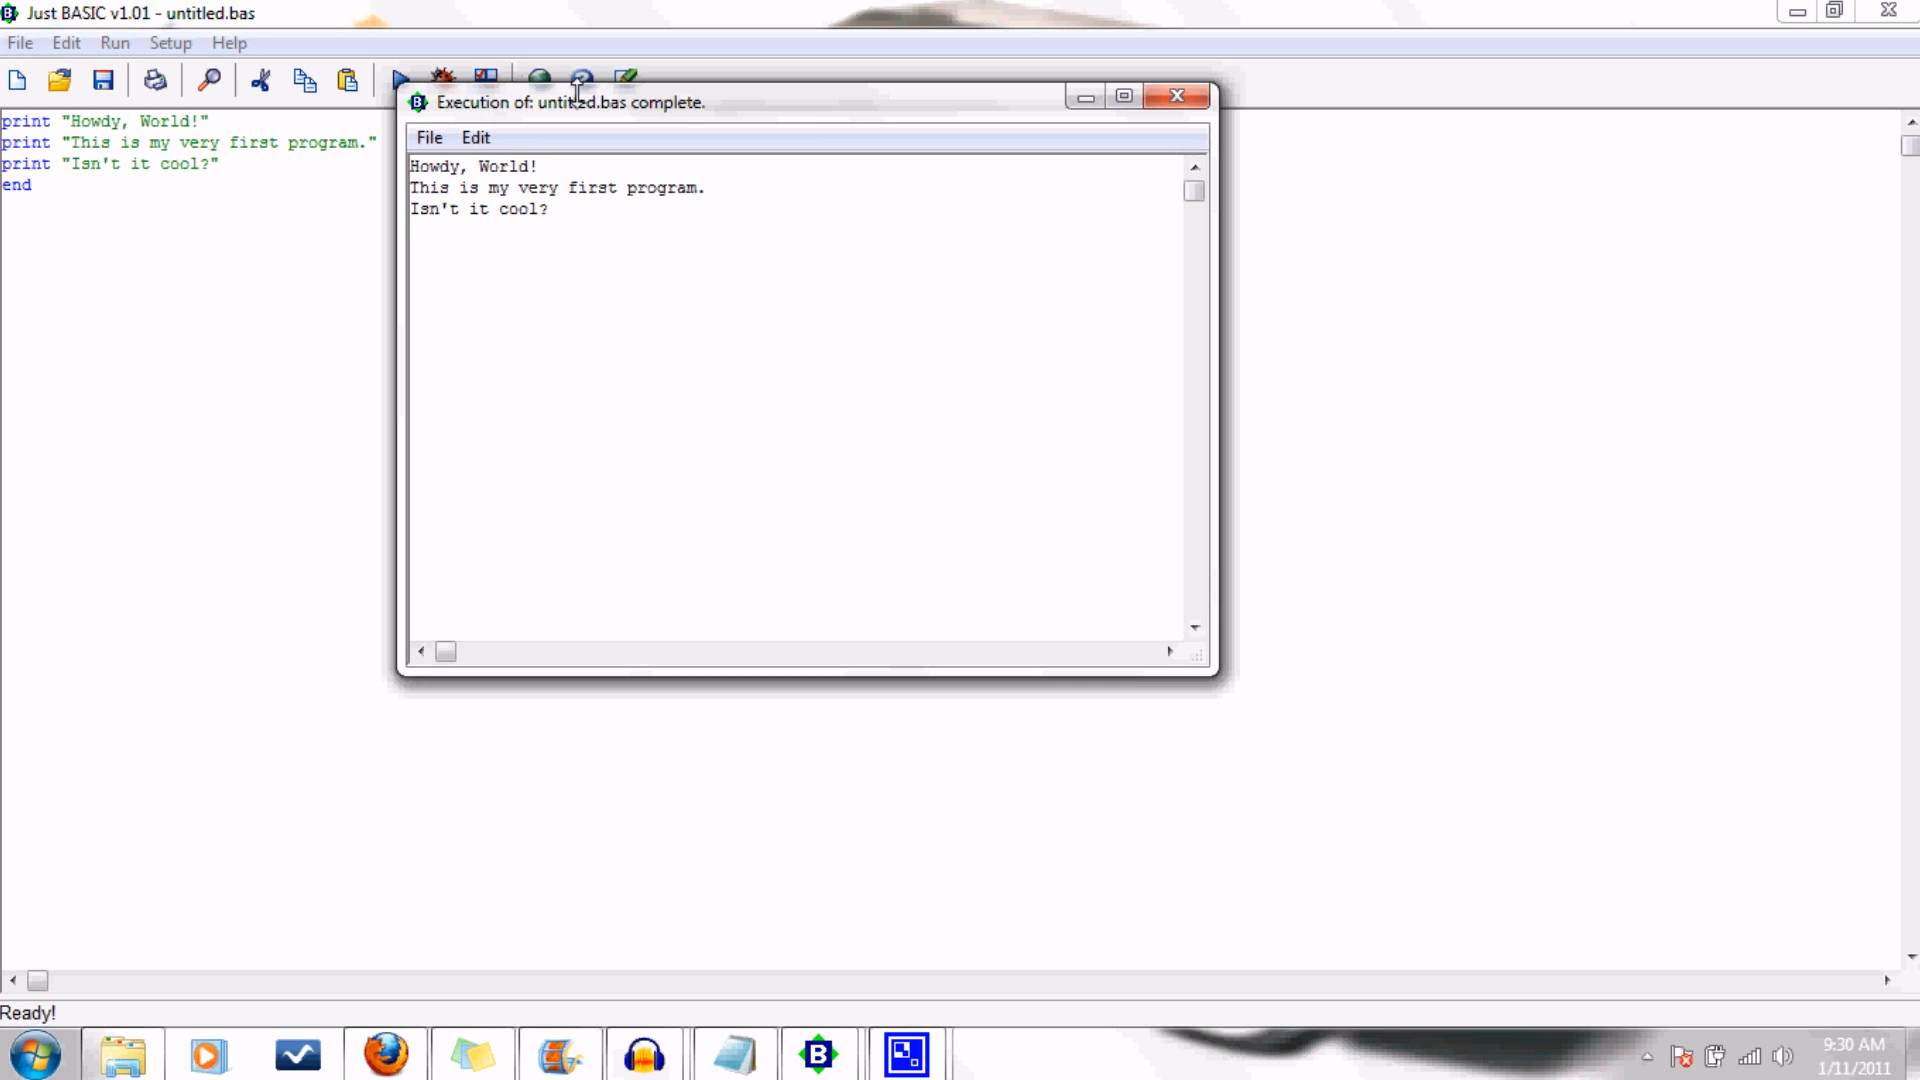 Just BASIC v1.01 - untitled.bas
File Edit Run Setup Help
print "Howdy, World!"
print "This is my very first program."
print "Isn't it cool?"
end
Execution of: untitled.bas complete.
File Edit
Howdy, World!
This is my very first program.
Isn't it cool?
Ready!
9:30 AM
1/11/2011